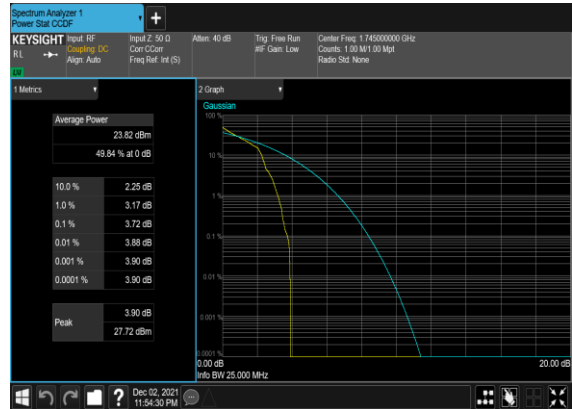 Spectrum Analyzer 1
Power Stat CCDF
+
KEYSIGHT
RL
Input: RF
Coupling: DC
Align: Auto
Input Z: 50 Ω
Corr CCorr
Freq Ref: Int (S)
Atten: 40 dB
Trig: Free Run
#IF Gain: Low
Center Freq: 1.745000000 GHz
Counts: 1.00 M/1.00 Mpt
Radio Std: None
1 Metrics
Average Power
23.82 dBm
49.84 % at 0 dB
10.0 % 2.25 dB
1.0 % 3.17 dB
0.1 % 3.72 dB
0.01 % 3.88 dB
0.001 % 3.90 dB
0.0001 % 3.90 dB
Peak
3.90 dB
27.72 dBm
2 Graph
Gaussian
100 %
10 %
1 %
0.1 %
0.01 %
0.001 %
0.0001 %
0.00 dB 20.00 dB
Info BW 25.000 MHz
?
Dec 02, 2021
11:54:30 PM